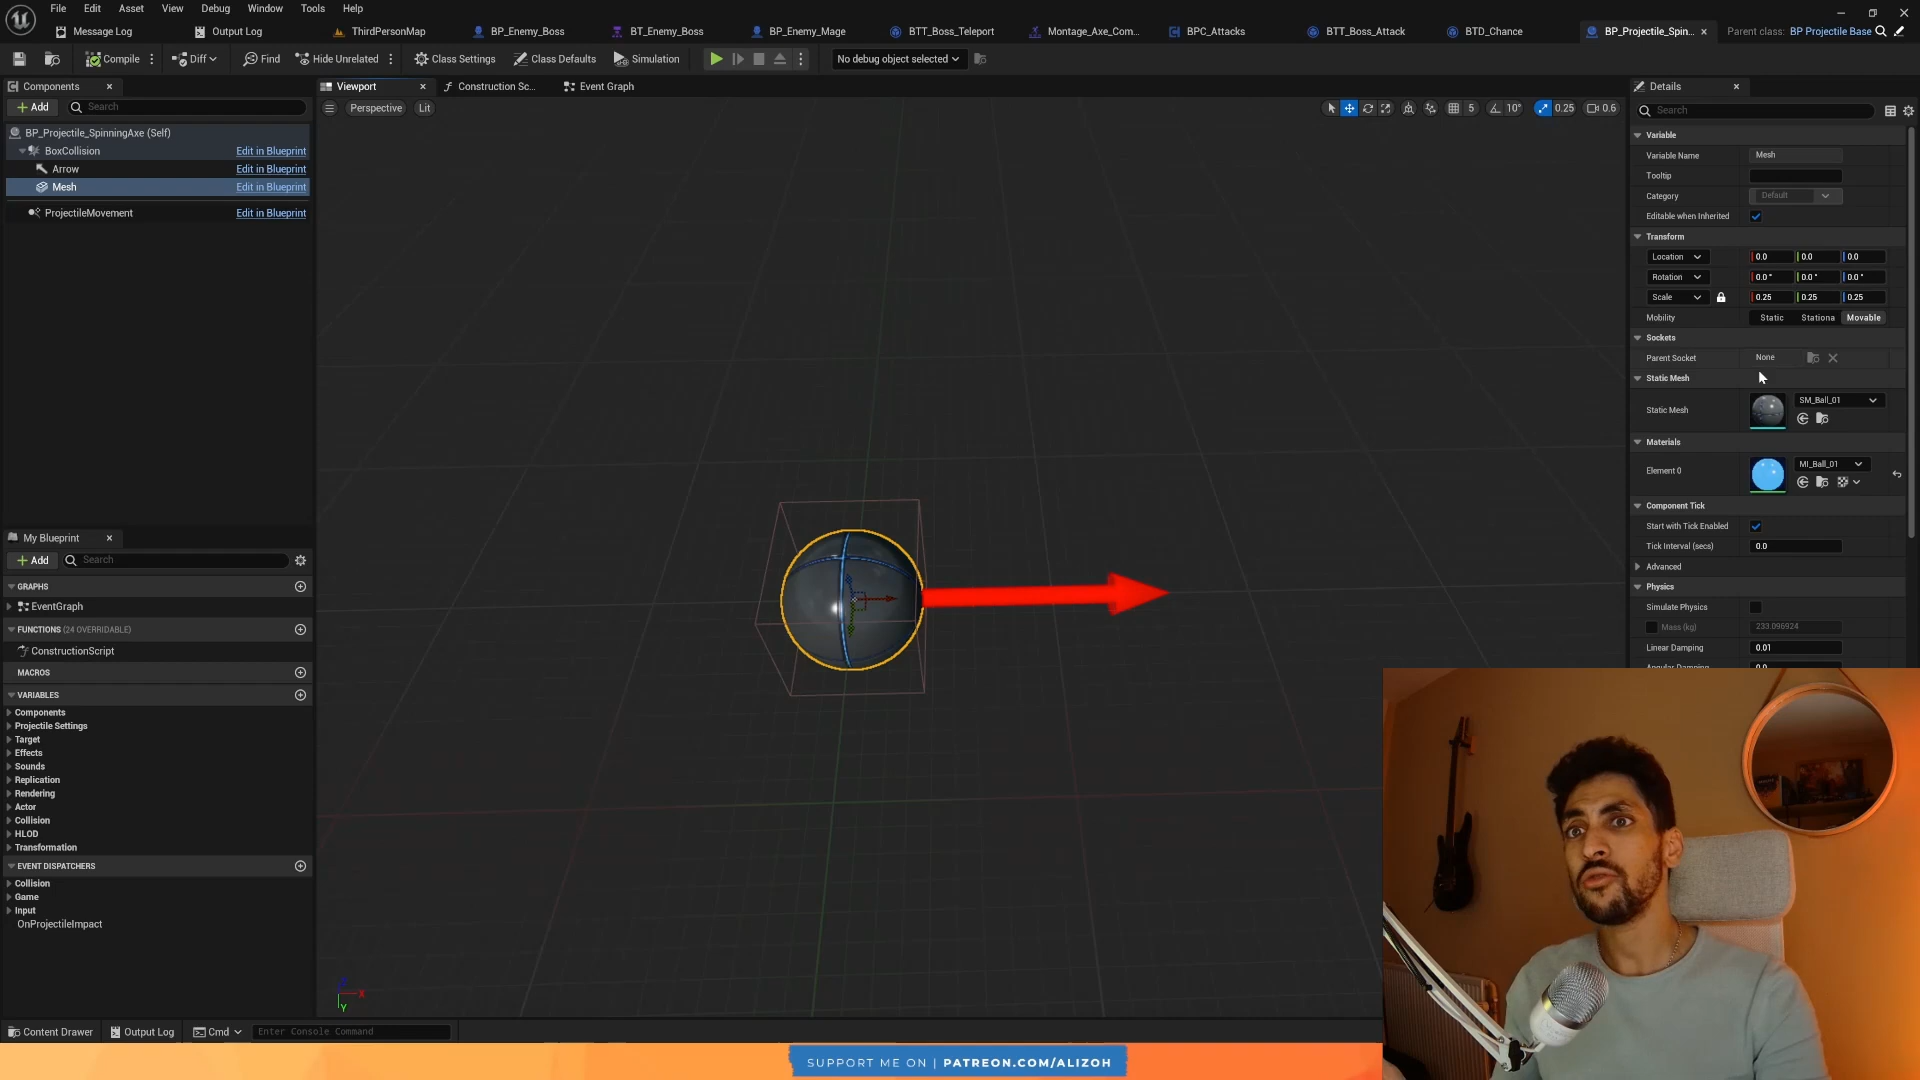 File Edit Asset View Debug Window Tools Help
Message Log Output Log ThirdPersonMap BP_Enemy_Boss BT_Enemy_Boss BP_Enemy_Mage BTT_Boss_Teleport Montage_Axe_Com... BPC_Attacks BTT_Boss_Attack BTD_Chance BP_Projectile_Spin... Parent class: BP Projectile Base
Compile Diff Find Hide Unrelated Class Settings Class Defaults Simulation No debug object selected
Components Viewport Construction Sc... Event Graph Details
Add Search Perspective Lit 5 10° 0.25 0.6 Search
BP_Projectile_SpinningAxe (Self)
BoxCollision Edit in Blueprint
Arrow Edit in Blueprint
Mesh Edit in Blueprint
ProjectileMovement Edit in Blueprint
My Blueprint
Add Search
GRAPHS
EventGraph
FUNCTIONS (24 OVERRIDABLE)
ConstructionScript
MACROS
VARIABLES
Components
Projectile Settings
Target
Effects
Sounds
Replication
Rendering
Actor
Collision
HLOD
Transformation
EVENT DISPATCHERS
Collision
Game
Input
OnProjectileImpact
Z X Y
Variable
Variable Name Mesh
Tooltip
Category Default
Editable when Inherited
Transform
Location 0.0 0.0 0.0
Rotation 0.0 ° 0.0 ° 0.0 °
Scale 0.25 0.25 0.25
Mobility Static Stationa Movable
Sockets
Parent Socket None
Static Mesh
Static Mesh SM_Ball_01
Materials
Element 0 MI_Ball_01
Component Tick
Start with Tick Enabled
Tick Interval (secs) 0.0
Advanced
Physics
Simulate Physics
Mass (kg) 233.096924
Linear Damping 0.01
Angular Damping 0.0
Content Drawer Output Log Cmd Enter Console Command
SUPPORT ME ON | PATREON.COM/ALIZOH